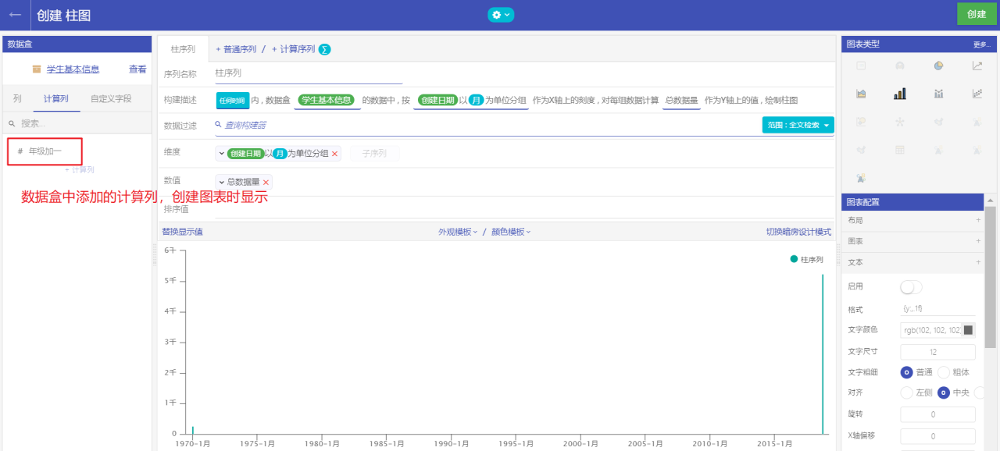 ← 创建 柱图
创建
数据盒
学生基本信息 查看
列 计算列 自定义字段
搜索...
# 年级加一
+ 计算列
数据盒中添加的计算列，创建图表时显示
柱序列 + 普通序列 / + 计算序列 ∑
序列名称 柱序列
构建描述 任何时间 内 , 数据盒 学生基本信息 的数据中 , 按 创建日期 以 月 为单位分组 作为X轴上的刻度 , 对每组数据计算 总数据量 作为Y轴上的值 , 绘制柱图
数据过滤 查询构建器 范围 : 全文检索
维度 创建日期 以 月 为单位分组 × 子序列
数值 总数据量 ×
排序值
替换显示值 外观模板 / 颜色模板 切换暗房设计模式
柱序列
6千
5千
4千
3千
2千
1千
0
1970-1月 1975-1月 1980-1月 1985-1月 1990-1月 1995-1月 2000-1月 2005-1月 2010-1月 2015-1月
图表类型 更多...
图表配置
布局 +
图表 +
文本 +
启用
格式 {y:,.1f}
文字颜色 rgb(102, 102, 102)
文字尺寸 12
文字粗细 普通 粗体
对齐 左侧 中央
旋转 0
X轴偏移 0